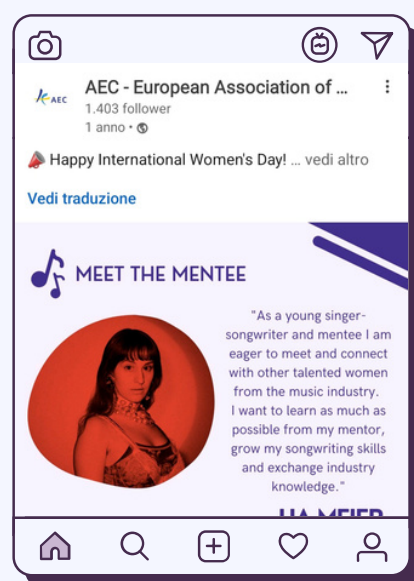 AEC
AEC - European Association of ...
1.403 follower
1 anno •
Happy International Women's Day! ... vedi altro
Vedi traduzione
MEET THE MENTEE
"As a young singer-
songwriter and mentee I am
eager to meet and connect
with other talented women
from the music industry.
I want to learn as much as
possible from my mentor,
grow my songwriting skills
and exchange industry
knowledge."